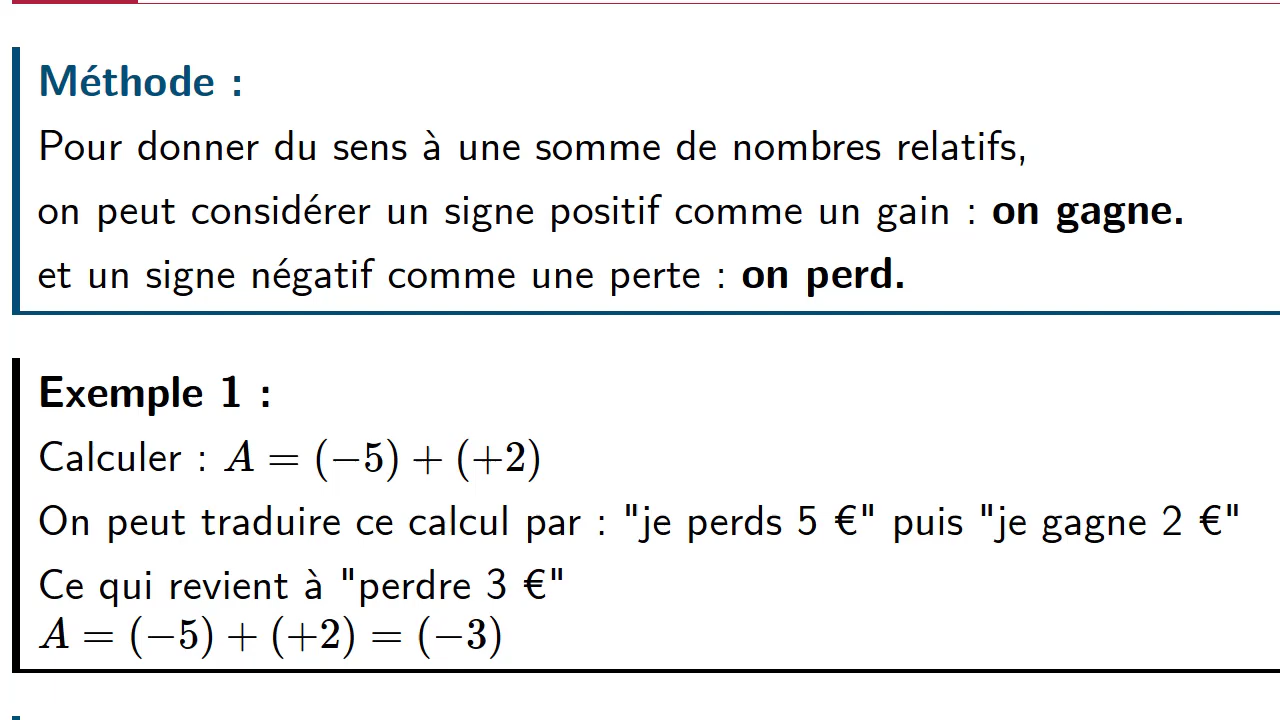 Méthode :
Pour donner du sens à une somme de nombres relatifs,
on peut considérer un signe positif comme un gain : on gagne.
et un signe négatif comme une perte : on perd.
Exemple 1 :
Calculer : A = (−5) + (+2)
On peut traduire ce calcul par : "je perds 5 €" puis "je gagne 2 €"
Ce qui revient à "perdre 3 €"
A = (−5) + (+2) = (−3)